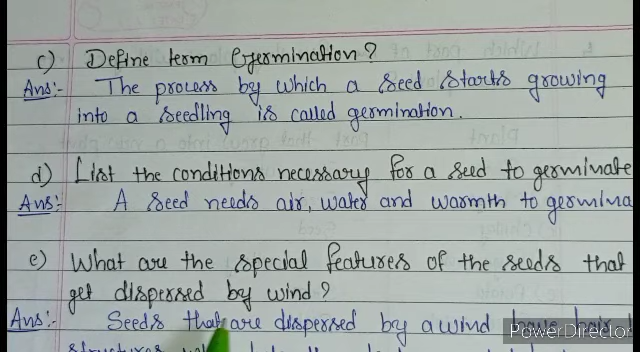 c) Define term Germination?
Ans:- The process by which a seed starts growing
into a seedling is called germination.
d) List the conditions necessary for a seed to germinate
Ans:- A seed needs air, water and warmth to germina
e) What are the special features of the seeds that
get dispersed by wind?
Ans:- Seeds that are dispersed by a wind have hair
PowerDirector